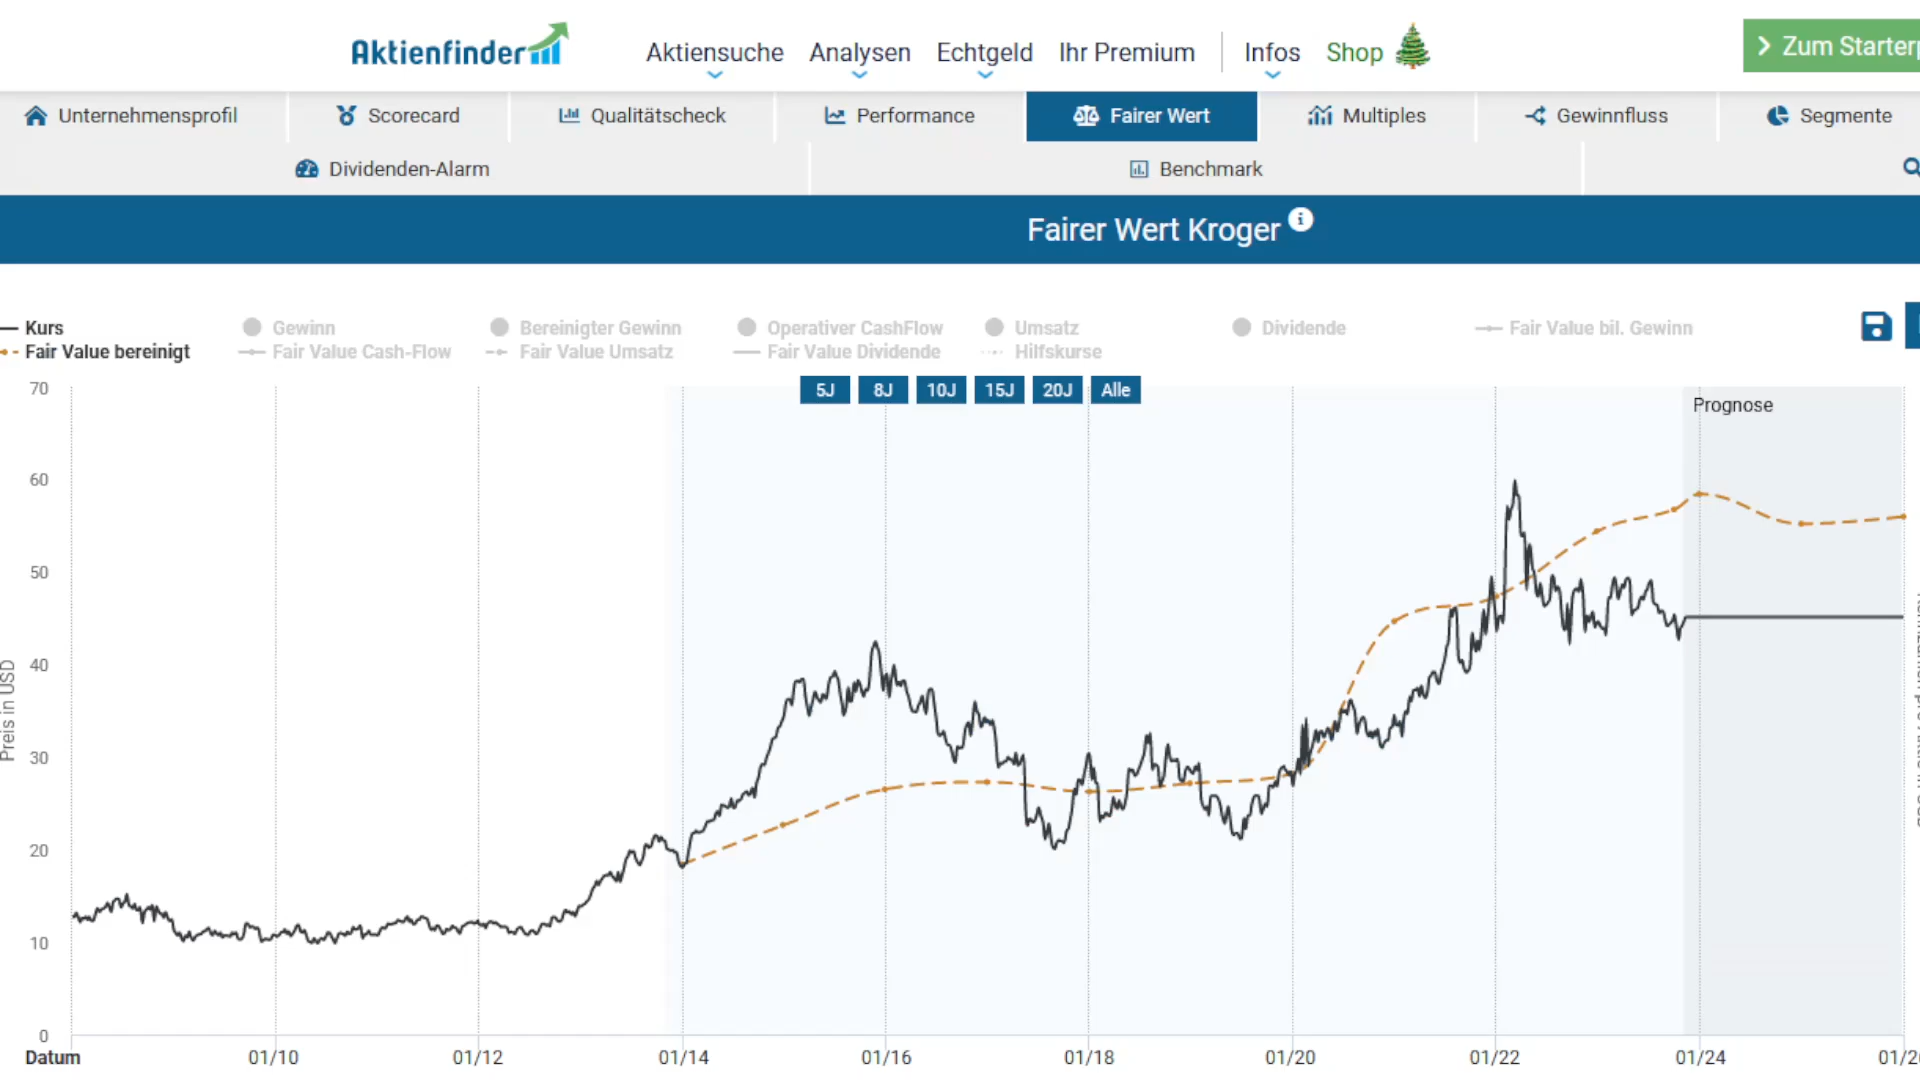 Aktienfinder
Aktiensuche Analysen Echtgeld Ihr Premium Infos Shop
Zum Starter
Unternehmensprofil Scorecard Qualitätscheck Performance Fairer Wert Multiples Gewinnfluss Segmente
Dividenden-Alarm Benchmark
Fairer Wert Kroger i
Kurs Gewinn Bereinigter Gewinn Operativer CashFlow Umsatz Dividende Fair Value bil. Gewinn
Fair Value bereinigt Fair Value Cash-Flow Fair Value Umsatz Fair Value Dividende Hilfskurse
5J 8J 10J 15J 20J Alle
Prognose
70
60
50
40
30
20
10
0
Preis in USD
Datum 01/10 01/12 01/14 01/16 01/18 01/20 01/22 01/24 01/2